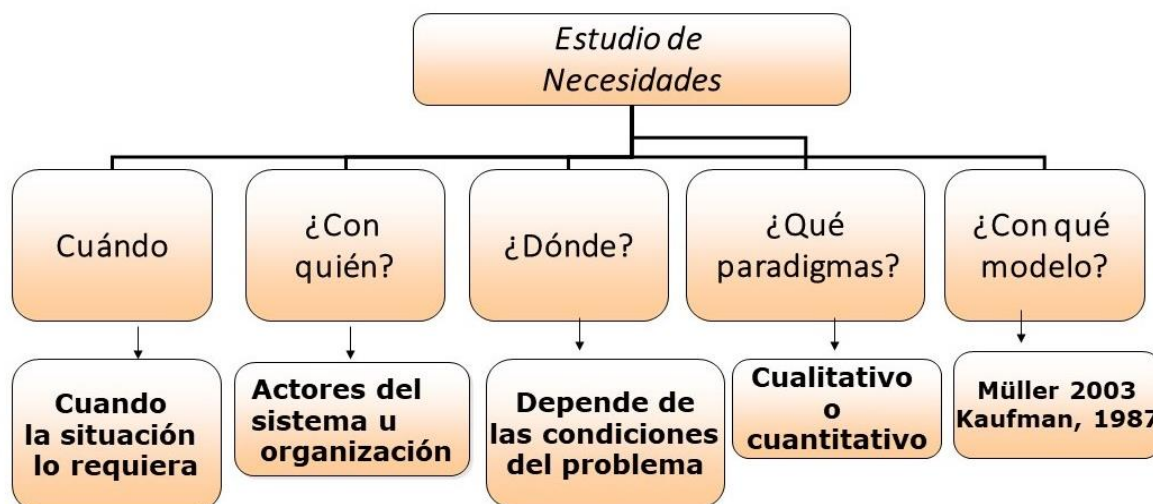 Estudio de
Necesidades
Cuándo
¿Con
quién?
¿Dónde?
¿Qué
paradigmas?
¿Con qué
modelo?
Cuando
la situación
lo requiera
Actores del
sistema u
organización
Depende de
las condiciones
del problema
Cualitativo
o
cuantitativo
Müller 2003
Kaufman, 1987